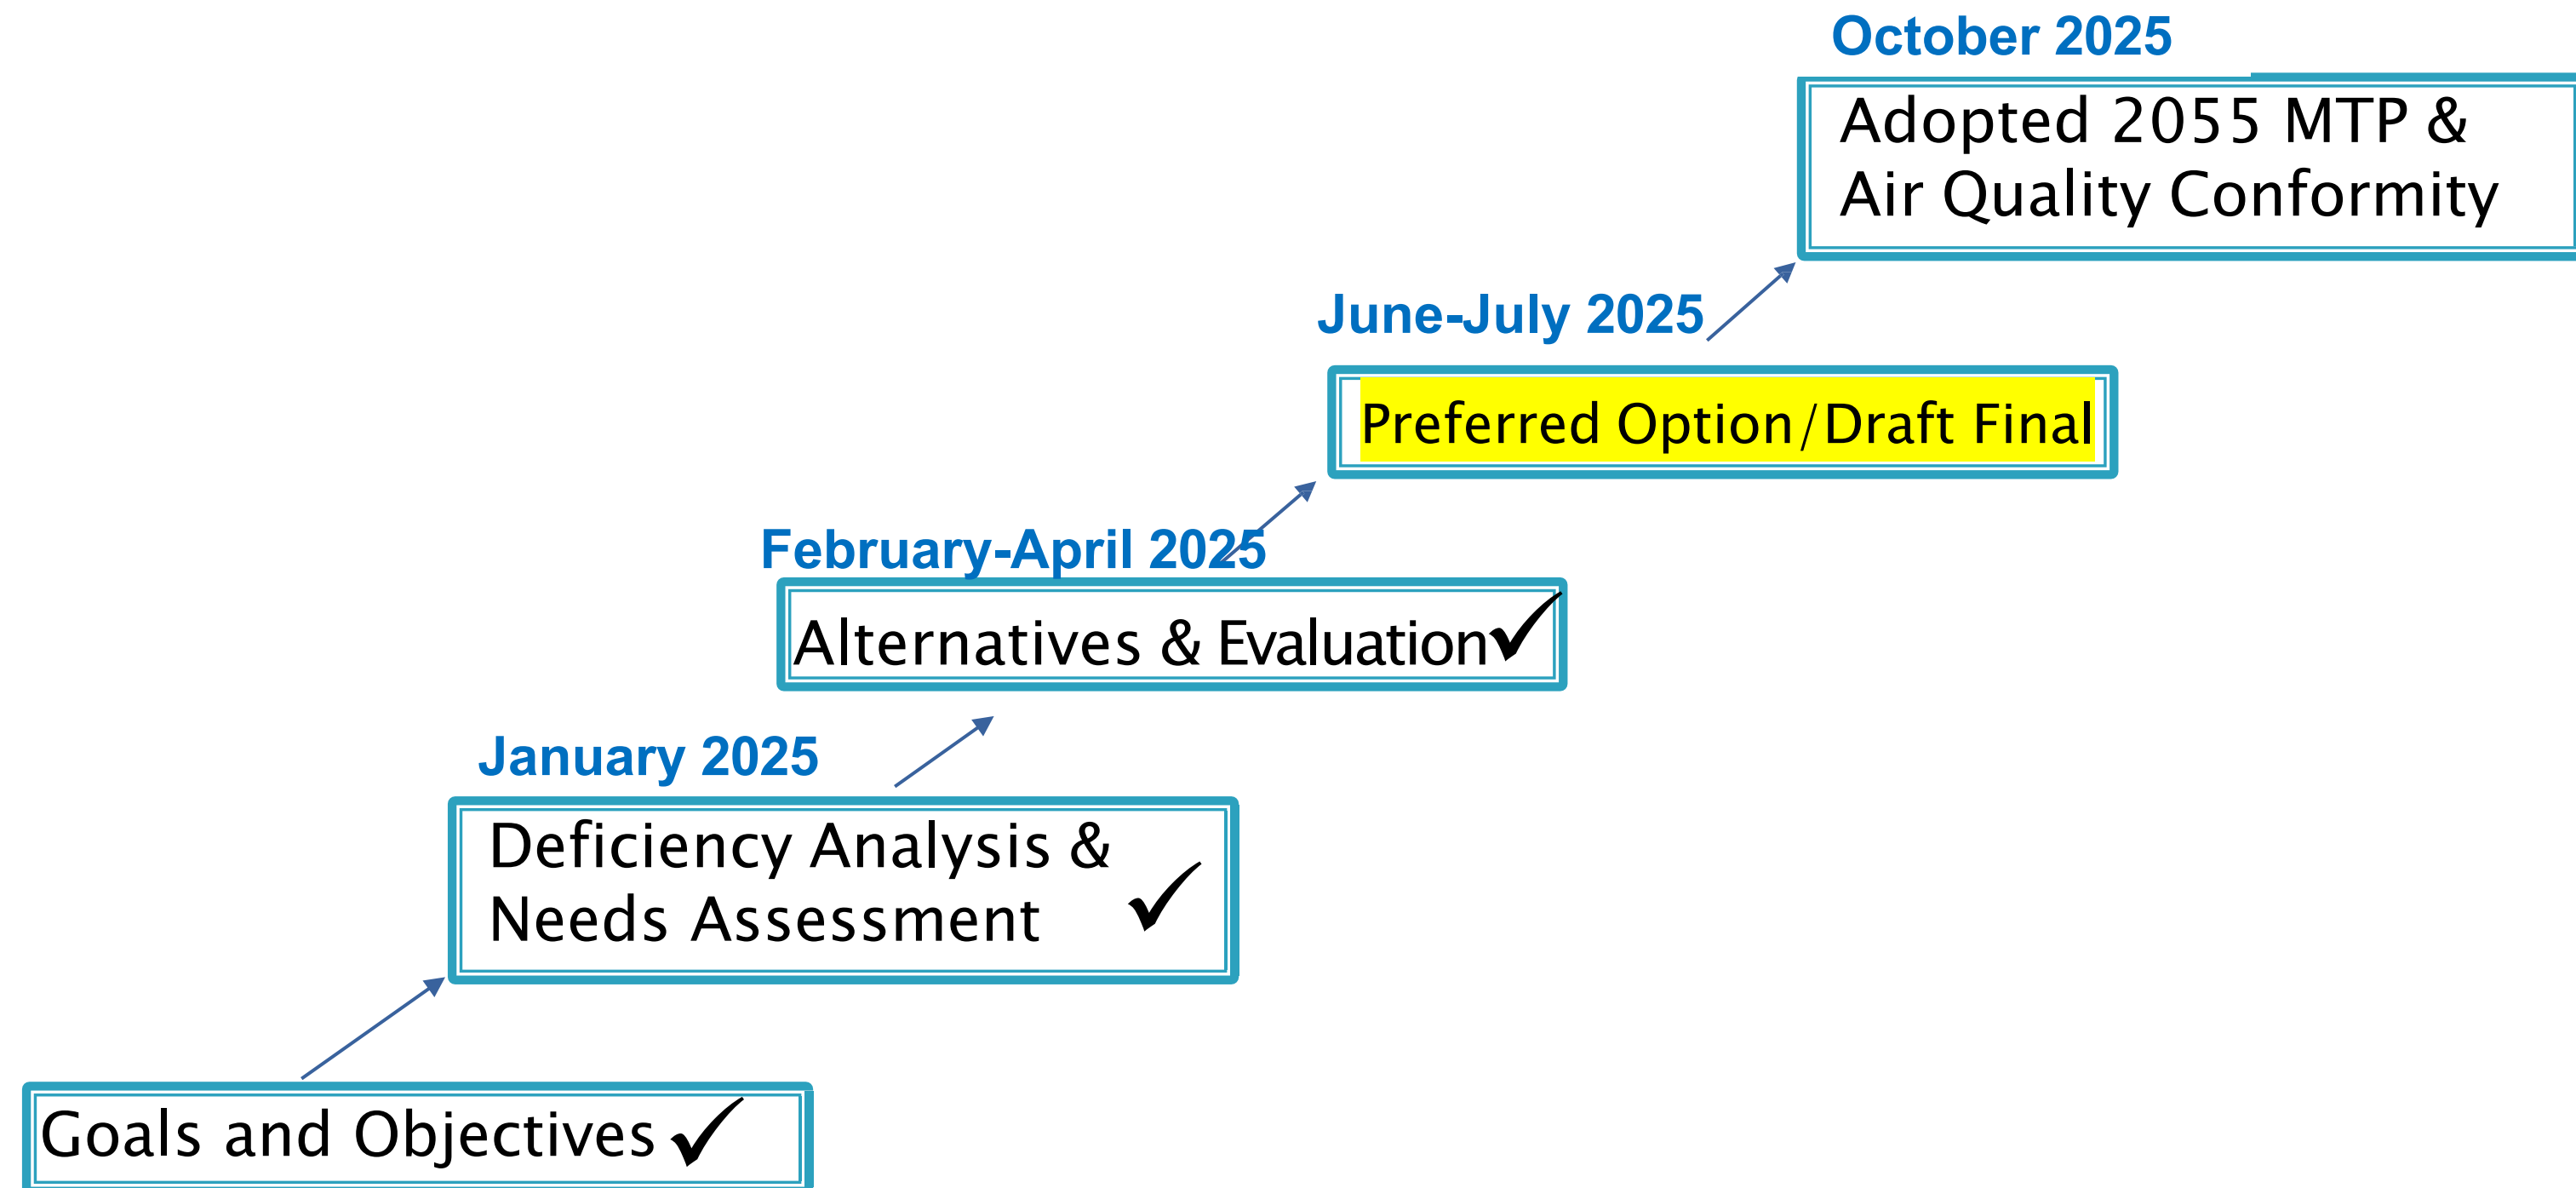 October 2025
Adopted 2055 MTP &
Air Quality Conformity
June-July 2025
Preferred Option/Draft Final
February-April 2025
Alternatives & Evaluation✓
January 2025
Deficiency Analysis &
Needs Assessment ✓
Goals and Objectives ✓